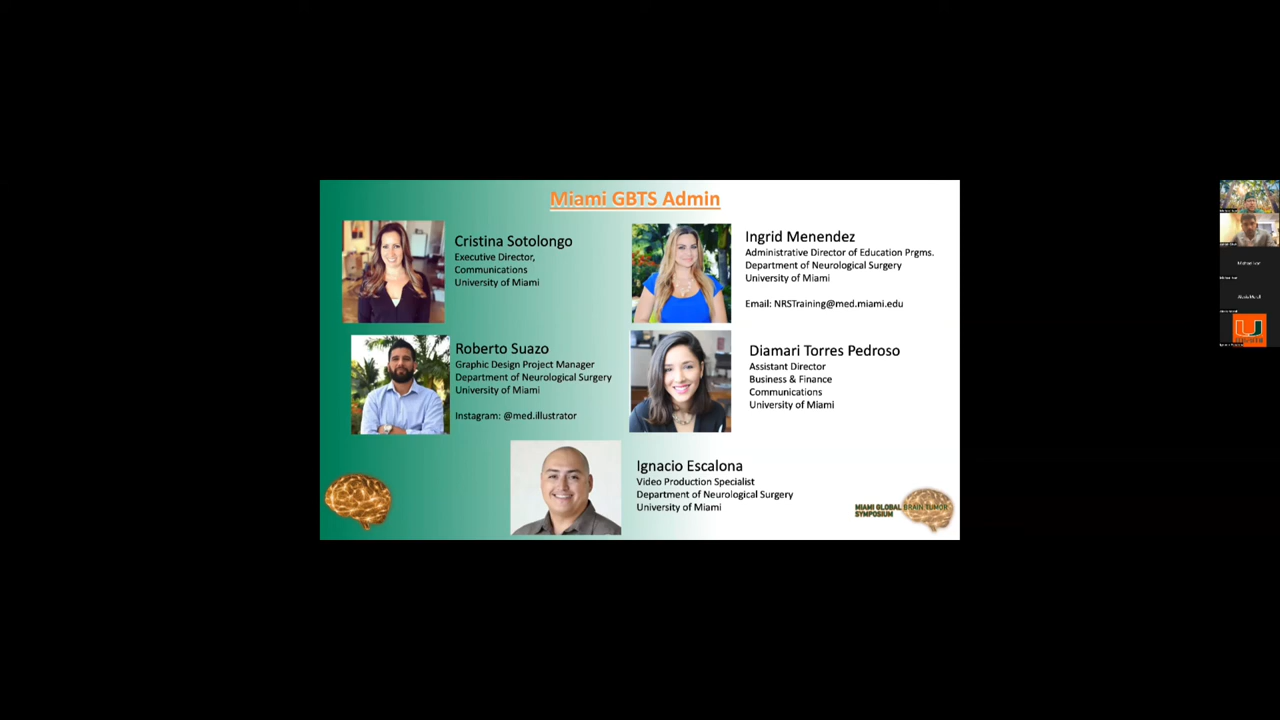 Miami GBTS Admin
Cristina Sotolongo
Executive Director,
Communications
University of Miami
Ingrid Menendez
Administrative Director of Education Prgms.
Department of Neurological Surgery
University of Miami
Email: NRSTraining@med.miami.edu
Roberto Suazo
Graphic Design Project Manager
Department of Neurological Surgery
University of Miami
Instagram: @med.illustrator
Diamari Torres Pedroso
Assistant Director
Business & Finance
Communications
University of Miami
Ignacio Escalona
Video Production Specialist
Department of Neurological Surgery
University of Miami
MIAMI GLOBAL BRAIN TUMOR
SYMPOSIUM